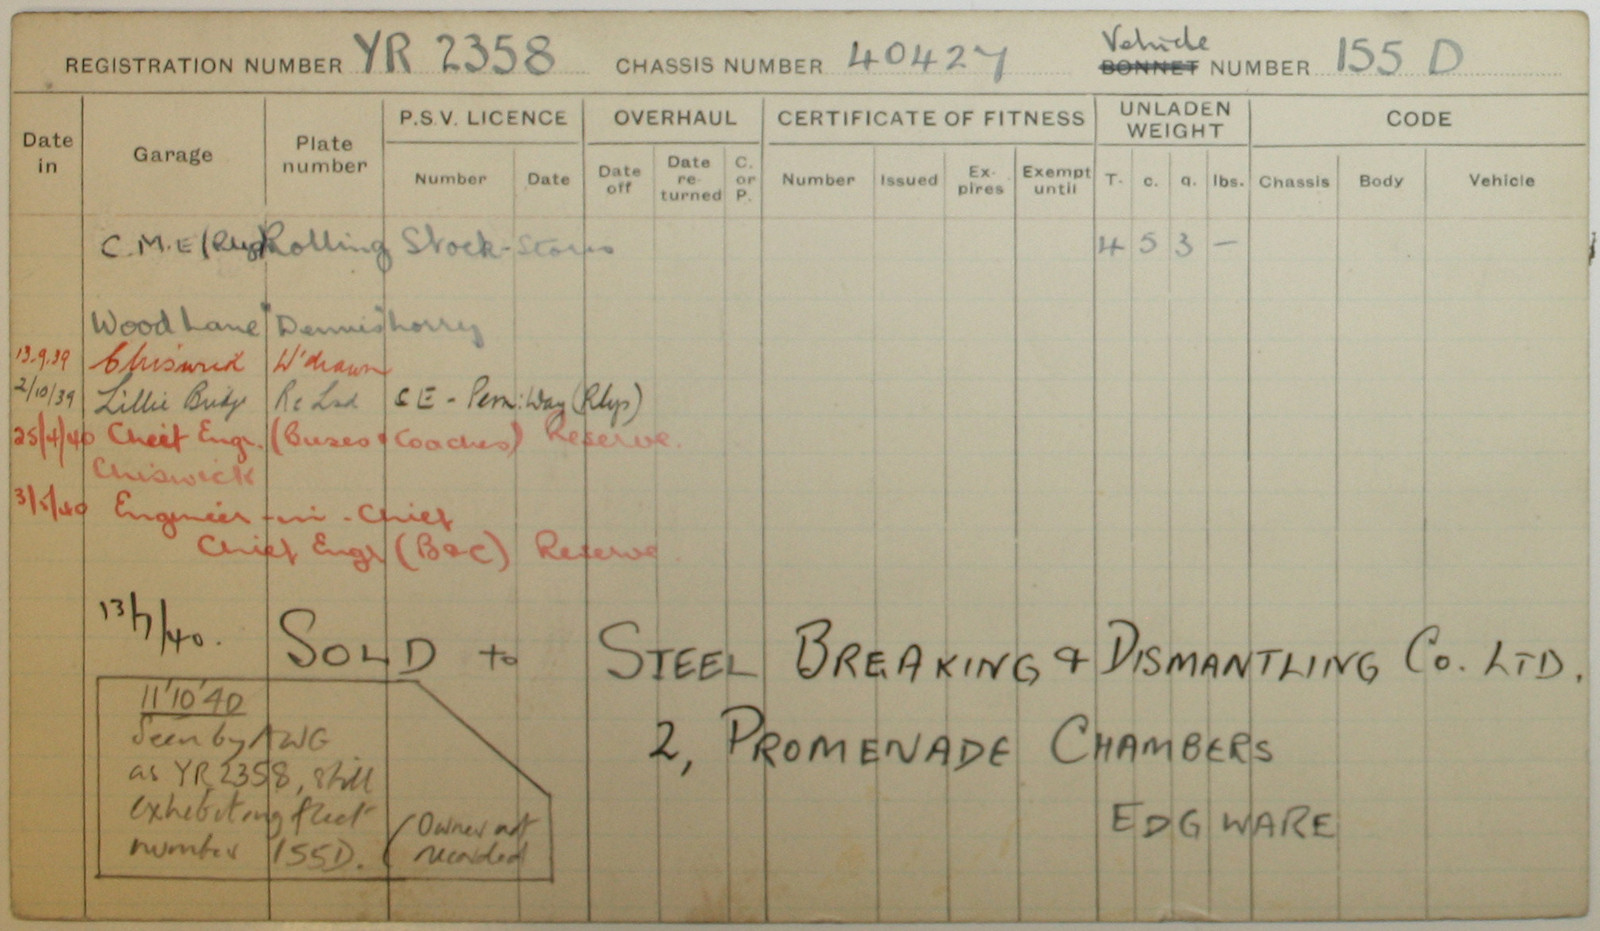 REGISTRATION NUMBER YR 2358 CHASSIS NUMBER 40427 Vehicle BONNET NUMBER 155 D
Date in Garage Plate number P.S.V. LICENCE OVERHAUL CERTIFICATE OF FITNESS UNLADEN WEIGHT CODE
Number Date Date off Date re-turned C. or P. Number Issued Ex-pires Exempt until T. c. q. lbs. Chassis Body Vehicle
C.M.E (Rlys) Rolling Stock - Stores 4 5 3 —
Wood Lane "Dennis" Lorry
13.9.39 Chiswick W'drawn
2/10/39 Lillie Bridge Re Lsd CE - Perm: Way (Rlys)
25/4/40 Chief Engr. (Buses & Coaches) Reserve.
Chiswick
3/5/40 Engineer-in-Chief
Chief Engr (B&C) Reserve
13/7/40. SOLD to STEEL BREAKING & DISMANTLING Co. LTD.
2, PROMENADE CHAMBERS
EDGWARE
11'10'40
Seen by AWG
as YR 2358, still
exhibiting fleet
number 155D. (Owner not
recorded